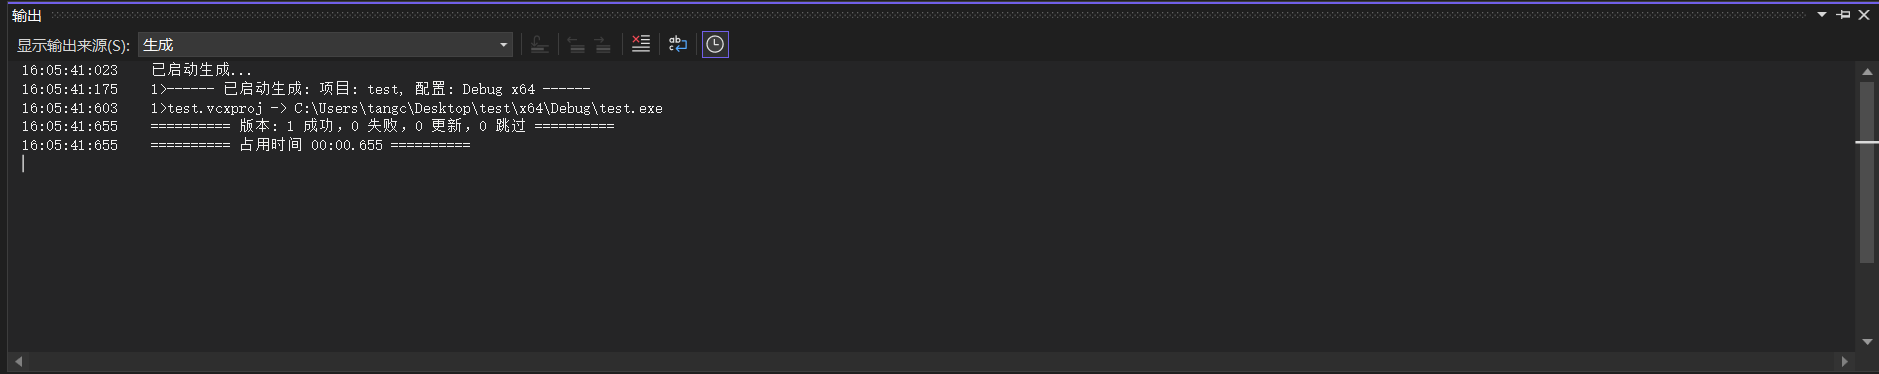 输出
显示输出来源(S): 生成
16:05:41:023 已启动生成...
16:05:41:175 1>------ 已启动生成: 项目: test, 配置: Debug x64 ------
16:05:41:603 1>test.vcxproj -> C:\Users\tangc\Desktop\test\x64\Debug\test.exe
16:05:41:655 ========== 版本: 1 成功，0 失败，0 更新，0 跳过 ==========
16:05:41:655 ========== 占用时间 00:00.655 ==========